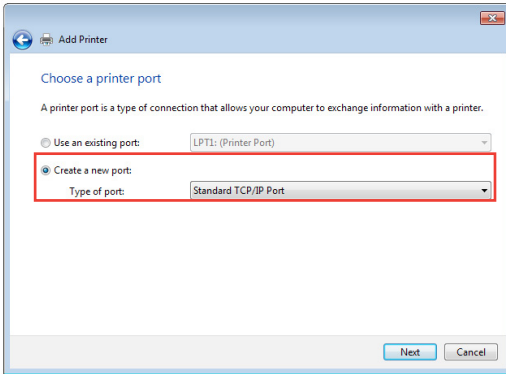 Add Printer
Choose a printer port
A printer port is a type of connection that allows your computer to exchange information with a printer.
Use an existing port: LPT1: (Printer Port)
Create a new port:
Type of port: Standard TCP/IP Port
Next Cancel